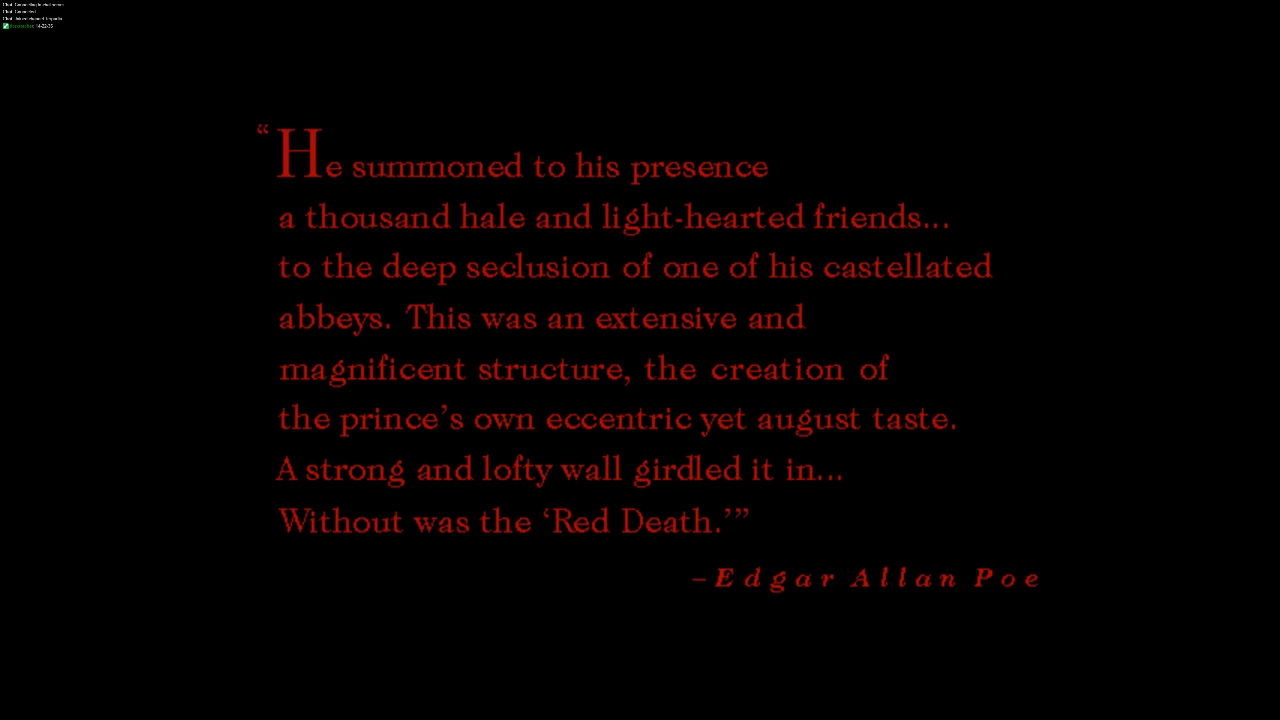 Chat: Connected
“He summoned to his presence
a thousand hale and light-hearted friends...
to the deep seclusion of one of his castellated
abbeys. This was an extensive and
magnificent structure, the creation of
the prince’s own eccentric yet august taste.
A strong and lofty wall girdled it in...
Without was the ‘Red Death.’”
– Edgar Allan Poe